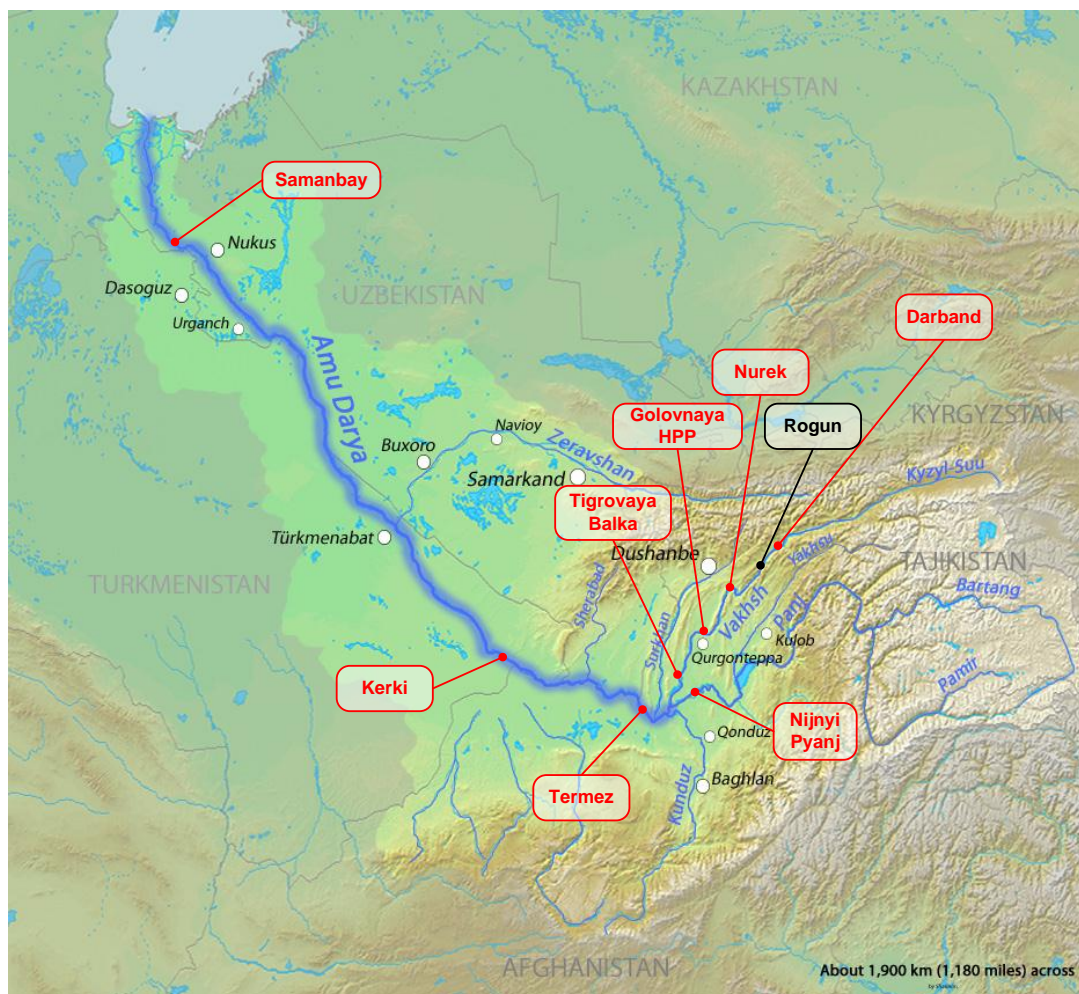 KAZAKHSTAN
Samanbay
Nukus
Dasoguz
UZBEKISTAN
Urganch
Darband
Amu Darya
Nurek
KYRGYZSTAN
Golovnaya
HPP
Rogun
Navioy
Buxoro
Zeravshan
Kyzyl-Suu
Samarkand
Tigrovaya
Balka
Türkmenabat
Dushanbe
Yakhsu
TAJIKISTAN
TURKMENISTAN
Bartang
Sherabad
Vakhsh
Panj
Surkhan
Kulob
Qurgonteppa
Pamir
Kerki
Nijnyi
Pyanj
Qonduz
Termez
Kunduz
Baghlan
AFGHANISTAN
About 1,900 km (1,180 miles) across